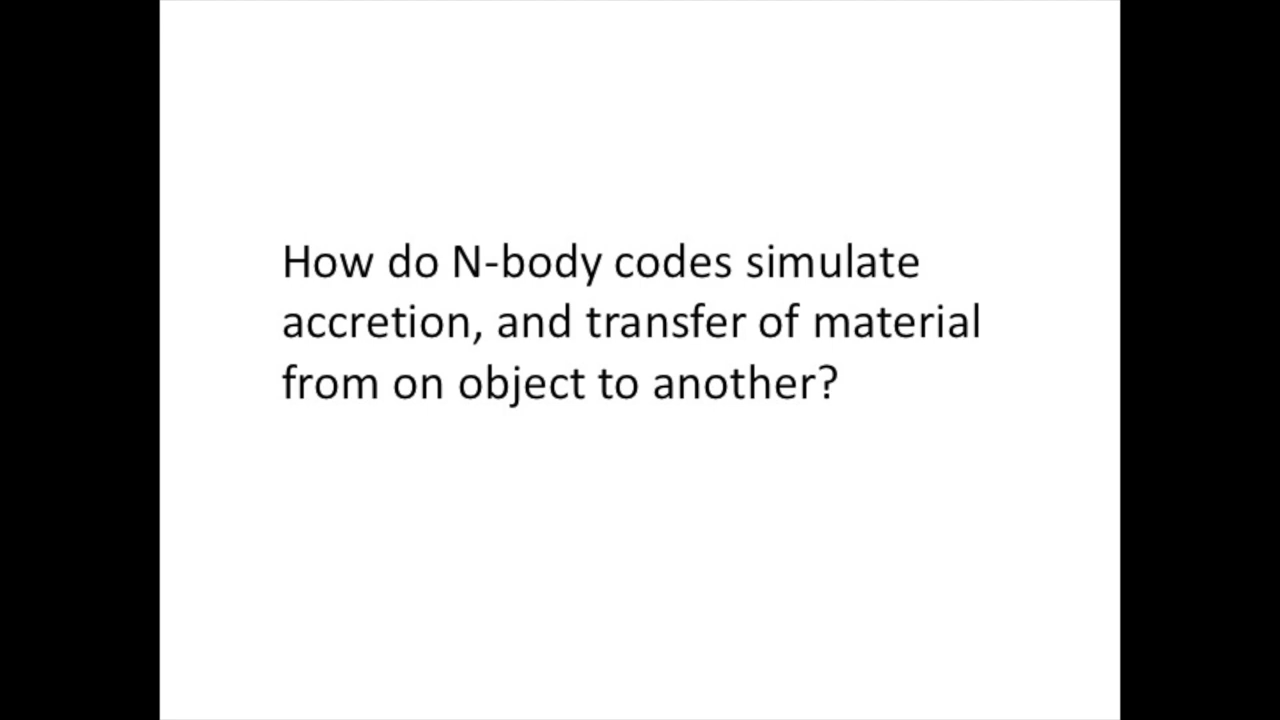 How do N-body codes simulate
accretion, and transfer of material
from on object to another?